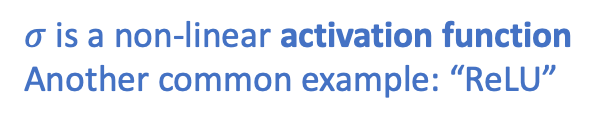 σ is a non-linear activation function
Another common example: “ReLU”